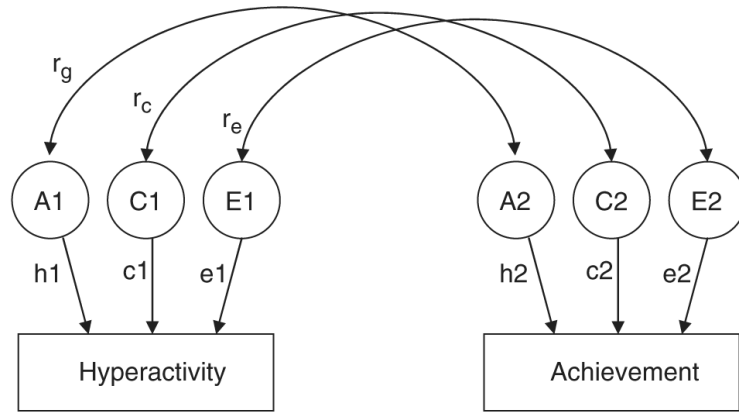 r_g
r_c
r_e
A1 C1 E1 A2 C2 E2
h1 c1 e1 h2 c2 e2
Hyperactivity Achievement